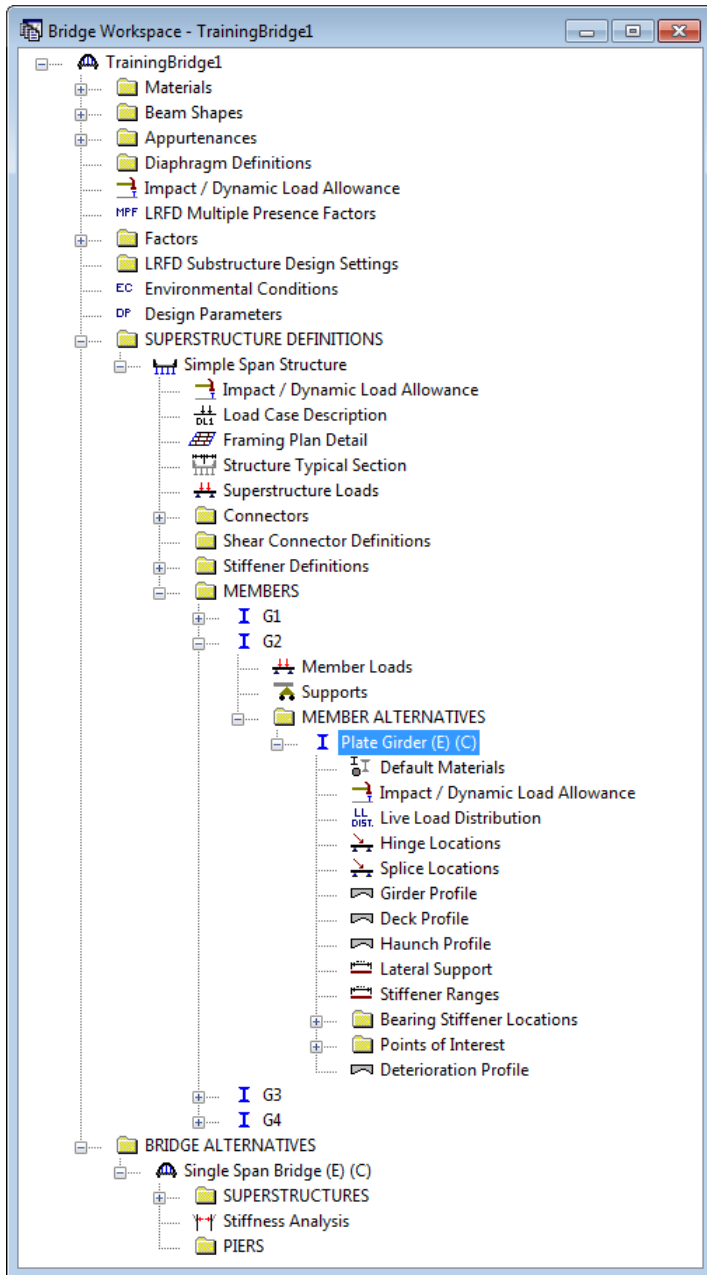 Bridge Workspace - TrainingBridge1
TrainingBridge1
Materials
Beam Shapes
Appurtenances
Diaphragm Definitions
Impact / Dynamic Load Allowance
MPF LRFD Multiple Presence Factors
Factors
LRFD Substructure Design Settings
EC Environmental Conditions
DP Design Parameters
SUPERSTRUCTURE DEFINITIONS
Simple Span Structure
Impact / Dynamic Load Allowance
DL1 Load Case Description
Framing Plan Detail
Structure Typical Section
Superstructure Loads
Connectors
Shear Connector Definitions
Stiffener Definitions
MEMBERS
G1
G2
Member Loads
Supports
MEMBER ALTERNATIVES
Plate Girder (E) (C)
Default Materials
Impact / Dynamic Load Allowance
LL DIST. Live Load Distribution
Hinge Locations
Splice Locations
Girder Profile
Deck Profile
Haunch Profile
Lateral Support
Stiffener Ranges
Bearing Stiffener Locations
Points of Interest
Deterioration Profile
G3
G4
BRIDGE ALTERNATIVES
Single Span Bridge (E) (C)
SUPERSTRUCTURES
Stiffness Analysis
PIERS